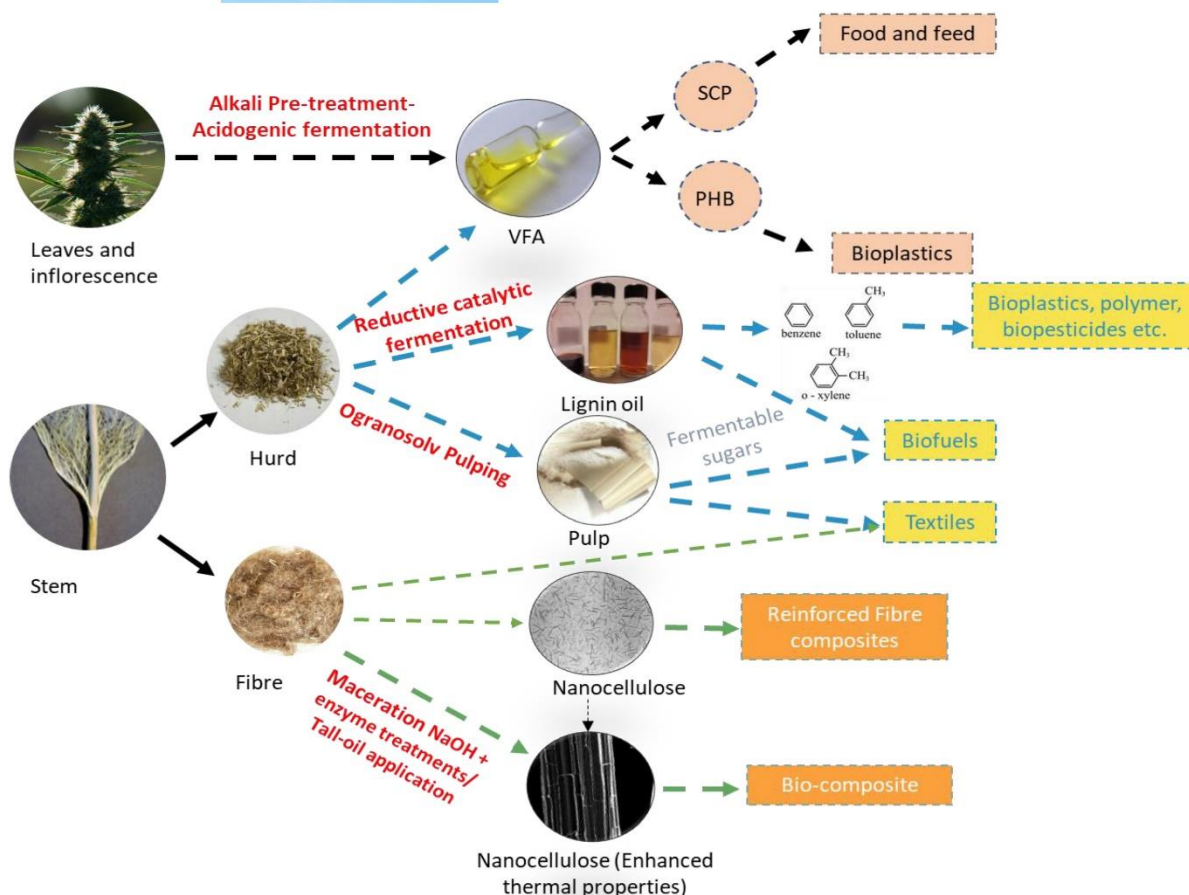 Food and feed
Alkali Pre-treatment-
Acidogenic fermentation
SCP
PHB
Leaves and
inflorescence
VFA
Bioplastics
Reductive catalytic
fermentation
CH₃
benzene
toluene
CH₃
CH₃
o - xylene
Bioplastics, polymer,
biopesticides etc.
Lignin oil
Hurd
Ogranosolv Pulping
Fermentable
sugars
Biofuels
Pulp
Textiles
Stem
Fibre
Nanocellulose
Reinforced Fibre
composites
Maceration NaOH +
enzyme treatments/
Tall-oil application
Bio-composite
Nanocellulose (Enhanced
thermal properties)